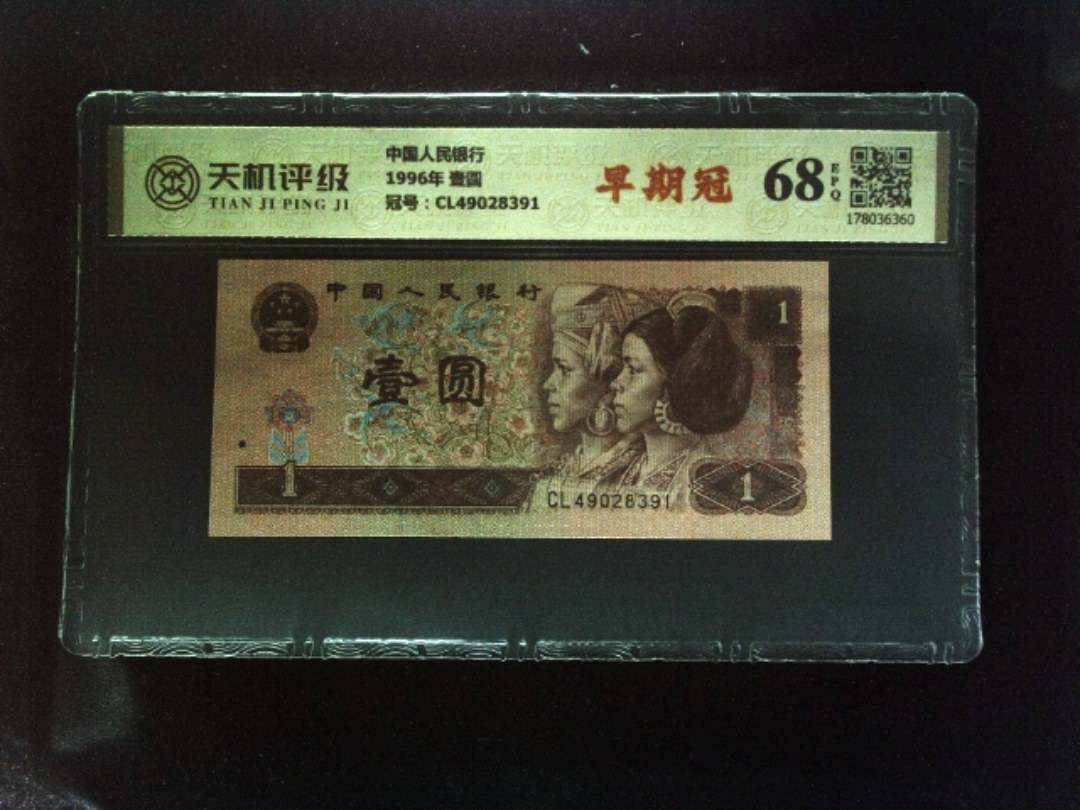 天机评级
TIAN JI PING JI
中国人民银行
1996年 壹圆
冠号：CL49028391
早期冠
68
EPQ
178036360
中国人民银行
1
壹圆
1
CL49028391
1